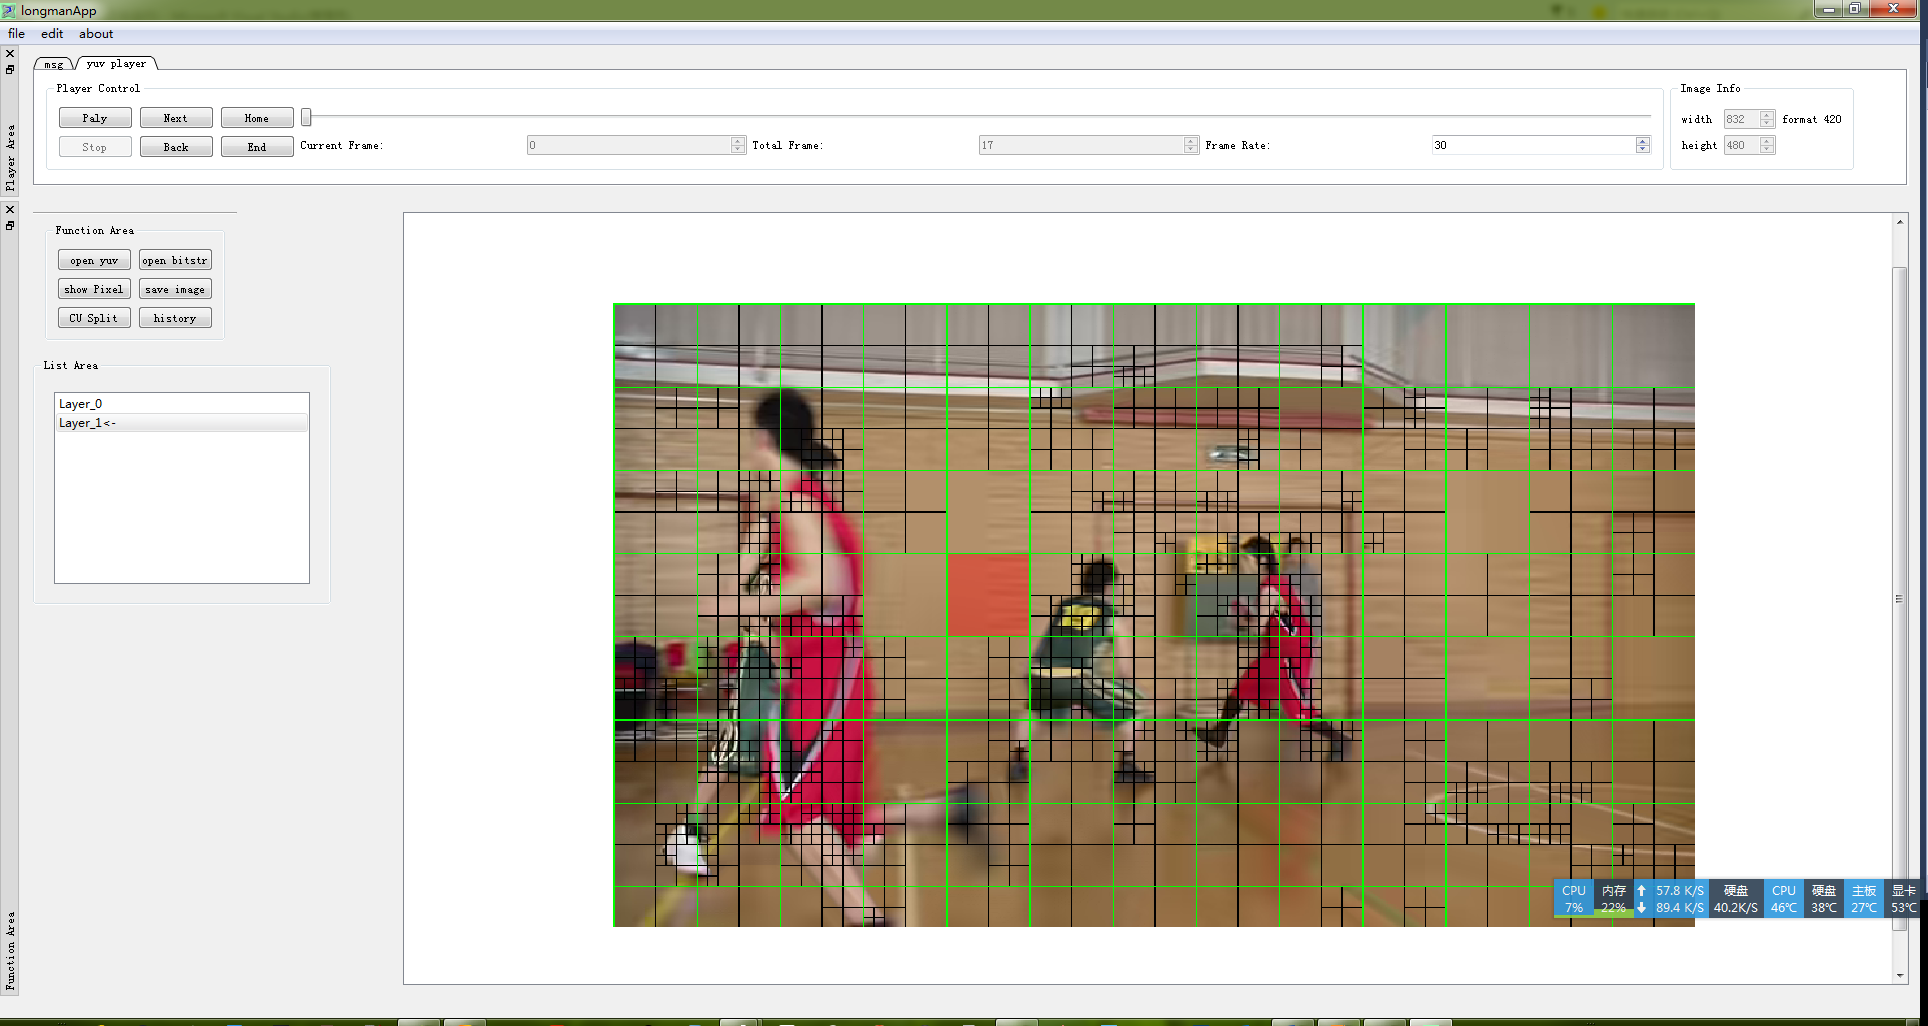 longmanApp
file edit about
msg yuv player
Player Area
Player Control
Paly Next Home
Stop Back End Current Frame: 0 Total Frame: 17 Frame Rate: 30
Image Info
width 832 format 420
height 480
Function Area
open yuv open bitstr
show Pixel save image
CU Split history
List Area
Layer_0
Layer_1<-
Function Area
CPU 内存 57.8 K/S 硬盘 CPU 硬盘 主板 显卡
7% 22% 89.4 K/S 40.2K/S 46℃ 38℃ 27℃ 53℃